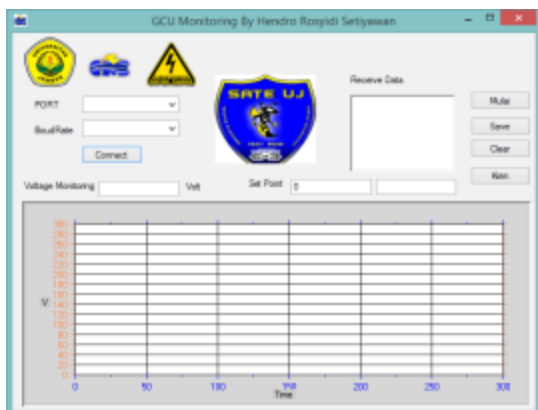 GCU Monitoring By Hendro Rosyidi Setiyawan
Receive Data
SATE UJ
PORT
BoudRate
Connect
Mulai
Save
Clear
Kirim
Voltage Monitoring
Volt
Set Point
0
300
280
260
240
220
200
180
160
V
140
120
100
80
60
40
20
0
0
50
100
150
200
250
300
Time